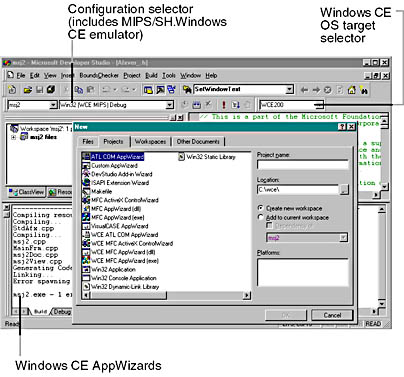 Configuration selector
(includes MIPS/SH.Windows
CE emulator)
Windows CE
OS target
selector
msj2 - Microsoft Developer Studio - [Afxver_.h]
File Edit View Insert BoundsChecker Project Build Tools Window Help
SetWindowText
msj2
Win32 [WCE MIPS] Debug
WCE200
// This is a part of the Microsoft Foundation
Workspace 'msj2': 1 p
msj2 files
ClassView
New
Files
Projects
Workspaces
Other Documents
ATL COM AppWizard
Custom AppWizard
DevStudio Add-in Wizard
ISAPI Extension Wizard
Makefile
MFC ActiveX ControlWizard
MFC AppWizard (dll)
MFC AppWizard (exe)
VisualCASE AppWizard
WCE ATL COM AppWizard
WCE MFC ActiveX ControlWizard
WCE MFC AppWizard (dll)
WCE MFC AppWizard (exe)
Win32 Application
Win32 Console Application
Win32 Dynamic-Link Library
Win32 Static Library
Project name:
Location:
C:\wce\
...
Create new workspace
Add to current workspace
Dependency of
msj2
Platforms:
OK
Cancel
Compiling resou
Compiling...
StdAfx.cpp
Compiling...
msj2.cpp
MainFrm.cpp
msj2Doc.cpp
msj2View.cpp
Generating Code
Linking...
Error spawning
msj2.exe - 1 er
Build
Debug
Ready
READ
Windows CE AppWizards